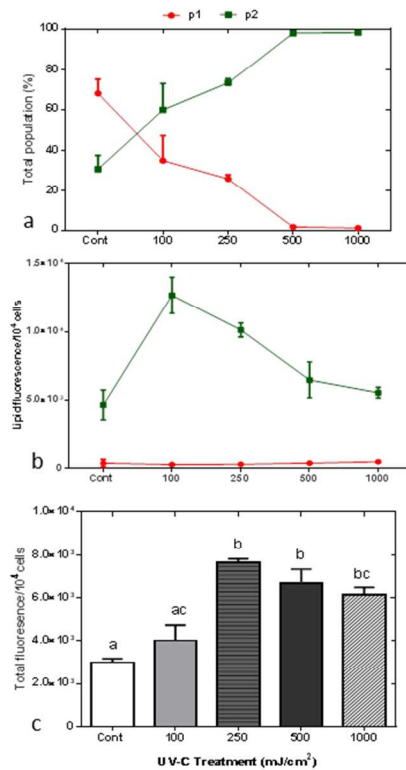 p1 p2
Total population (%)
100
80
60
40
20
0
a
Cont 100 250 500 1000
Lipid fluorescence/10⁴ cells
1.5×10⁴
1.0×10⁴
5.0×10³
0
b
Cont 100 250 500 1000
Total fluoresence/10⁴ cells
1.0×10⁴
8.0×10³
6.0×10³
4.0×10³
2.0×10³
0
a ac b b bc
c
Cont 100 250 500 1000
UV-C Treatment (mJ/cm²)